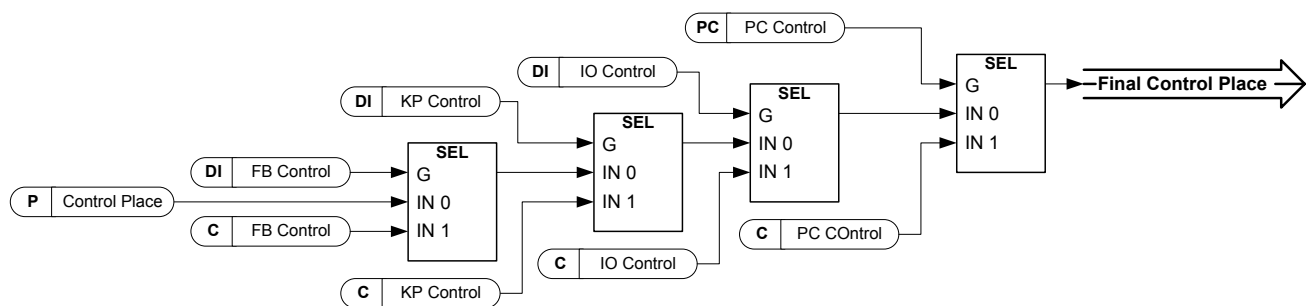 PC PC Control
SEL
G
IN 0
IN 1
Final Control Place
DI IO Control
SEL
G
IN 0
IN 1
DI KP Control
SEL
G
IN 0
IN 1
DI FB Control
SEL
G
IN 0
IN 1
P Control Place
C FB Control
C PC COntrol
C IO Control
C KP Control